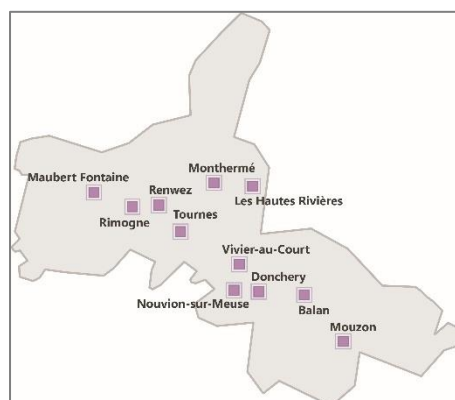 Monthermé
Maubert Fontaine
Renwez
Les Hautes Rivières
Rimogne
Tournes
Vivier-au-Court
Donchery
Nouvion-sur-Meuse
Balan
Mouzon